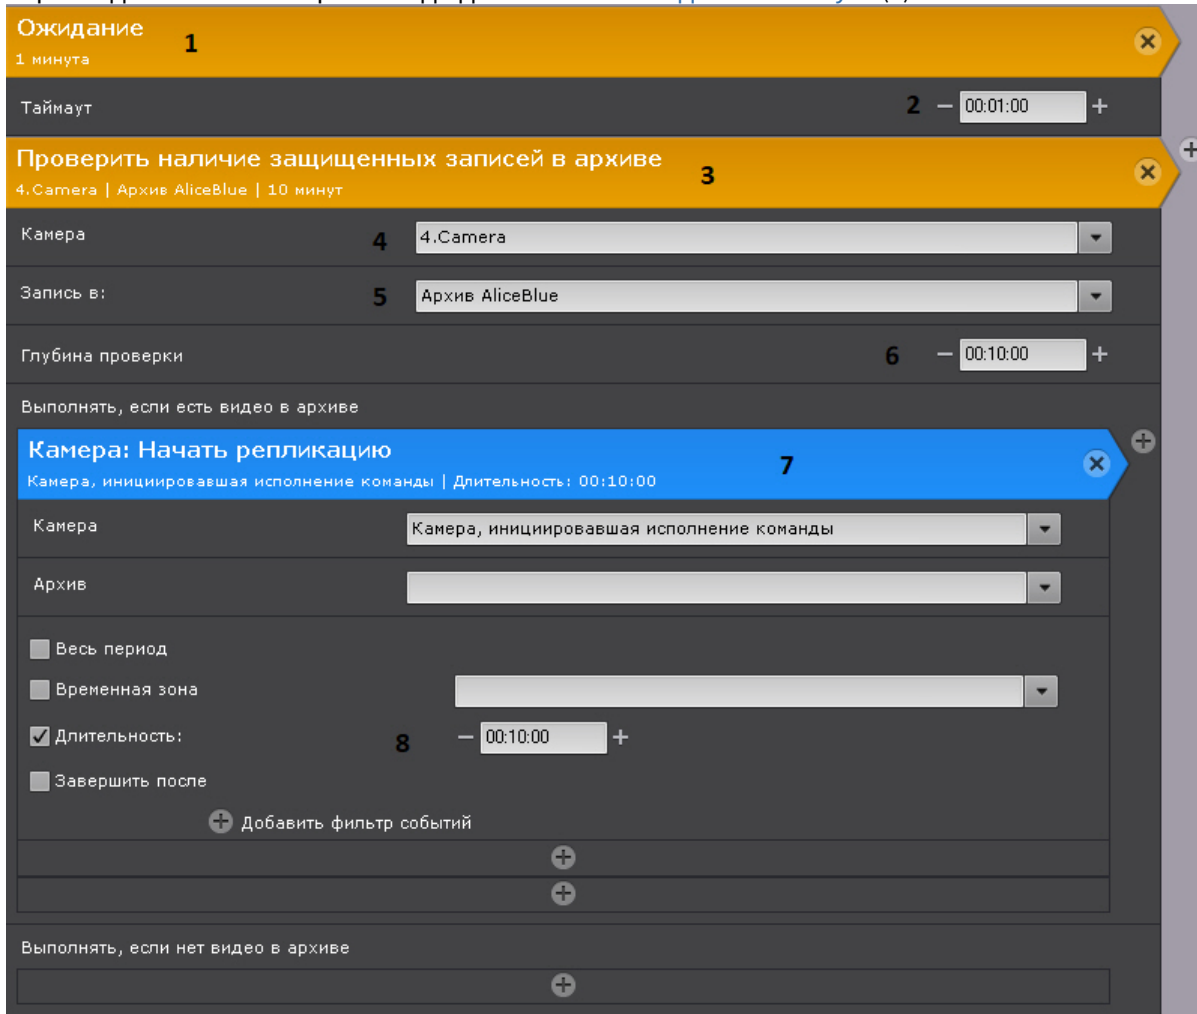 Ожидание 1
1 минута
Таймаут 2 – 00:01:00 +
Проверить наличие защищенных записей в архиве 3
4.Camera | Архив AliceBlue | 10 минут
Камера 4 4.Camera
Запись в: 5 Архив AliceBlue
Глубина проверки 6 – 00:10:00 +
Выполнять, если есть видео в архиве
Камера: Начать репликацию 7
Камера, инициировавшая исполнение команды | Длительность: 00:10:00
Камера Камера, инициировавшая исполнение команды
Архив
Весь период
Временная зона
Длительность: 8 – 00:10:00 +
Завершить после
Добавить фильтр событий
Выполнять, если нет видео в архиве